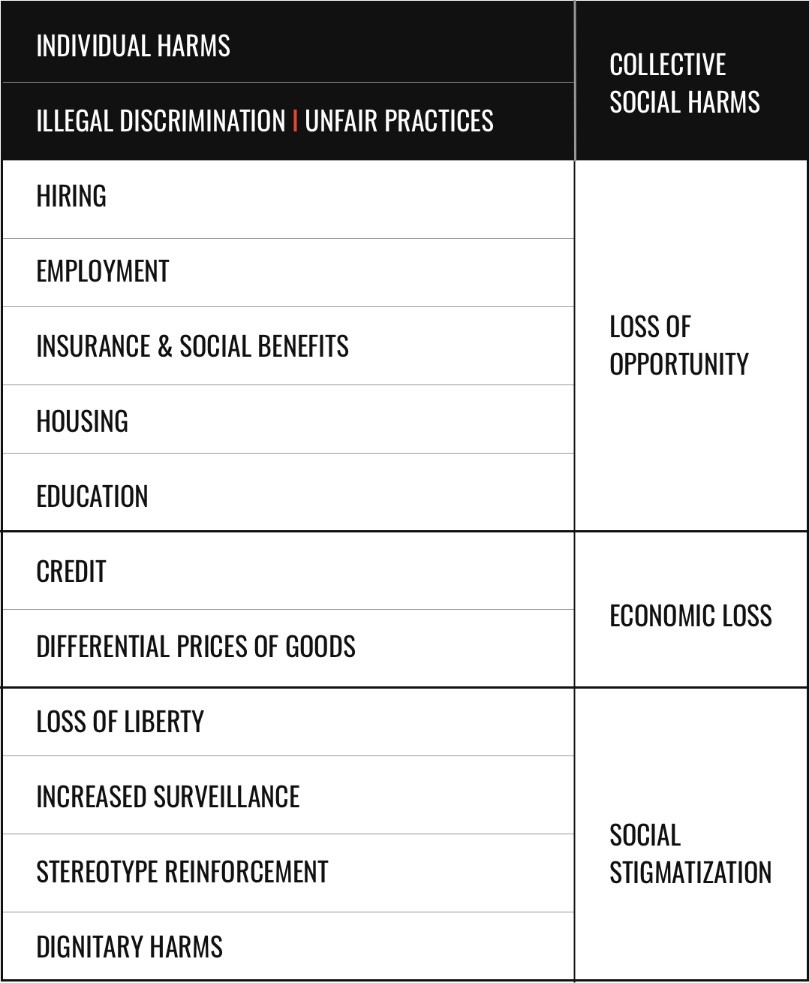 INDIVIDUAL HARMS
COLLECTIVE
SOCIAL HARMS
ILLEGAL DISCRIMINATION | UNFAIR PRACTICES
HIRING
EMPLOYMENT
INSURANCE & SOCIAL BENEFITS
HOUSING
EDUCATION
LOSS OF
OPPORTUNITY
CREDIT
DIFFERENTIAL PRICES OF GOODS
ECONOMIC LOSS
LOSS OF LIBERTY
INCREASED SURVEILLANCE
STEREOTYPE REINFORCEMENT
DIGNITARY HARMS
SOCIAL
STIGMATIZATION